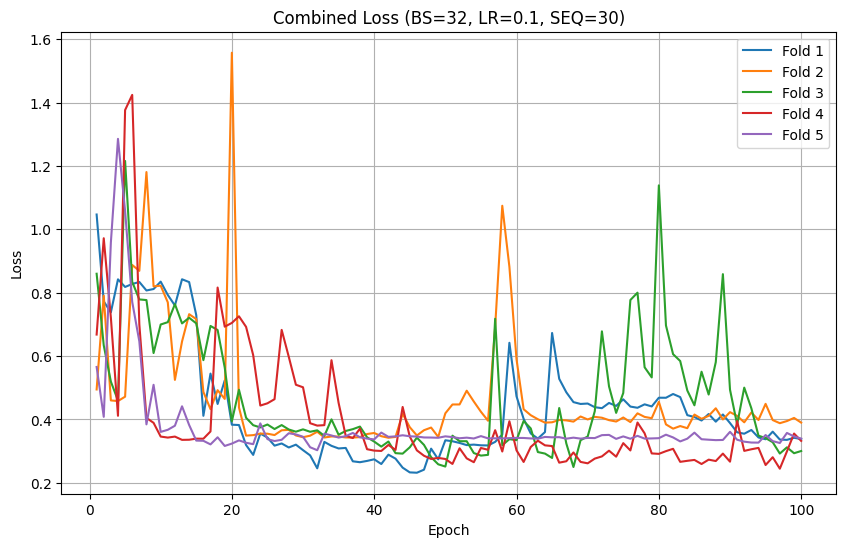 Combined Loss (BS=32, LR=0.1, SEQ=30)
Fold 1
Fold 2
Fold 3
Fold 4
Fold 5
Loss
1.6
1.4
1.2
1.0
0.8
0.6
0.4
0.2
0
20
40
60
80
100
Epoch